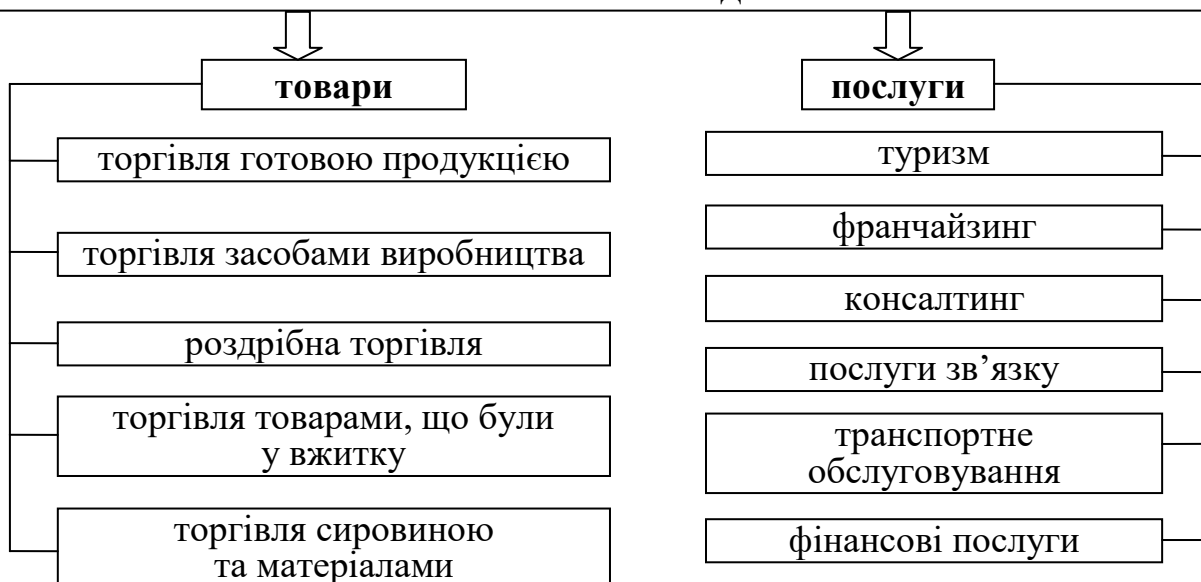 товари
торгівля готовою продукцією
торгівля засобами виробництва
роздрібна торгівля
торгівля товарами, що були
у вжитку
торгівля сировиною
та матеріалами
послуги
туризм
франчайзинг
консалтинг
послуги зв’язку
транспортне
обслуговування
фінансові послуги